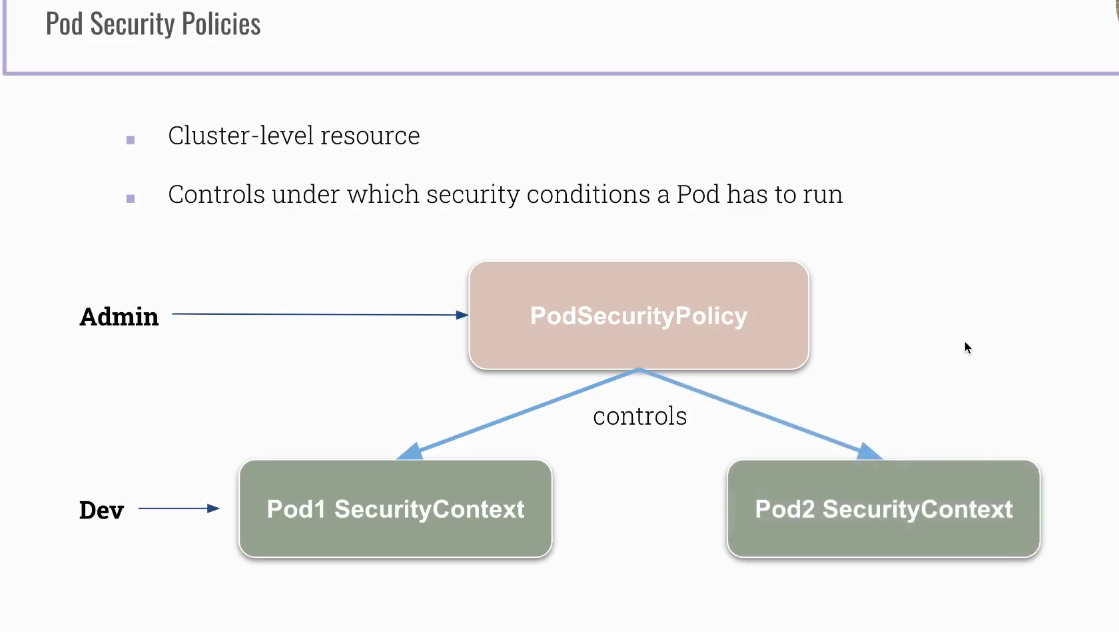 Pod Security Policies
Cluster-level resource
Controls under which security conditions a Pod has to run
Admin
PodSecurityPolicy
controls
Dev
Pod1 SecurityContext
Pod2 SecurityContext